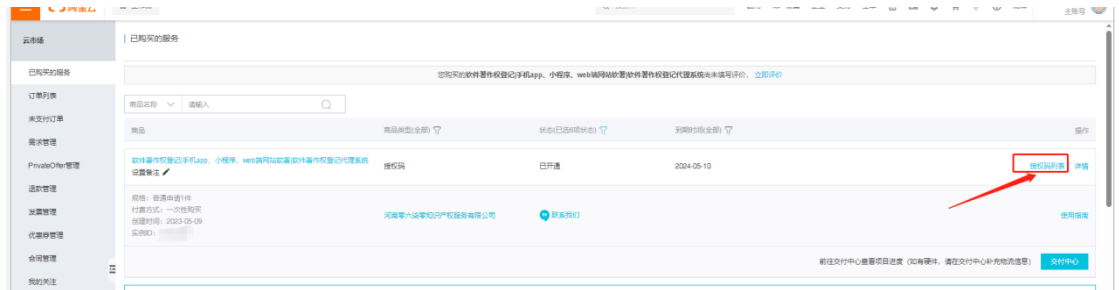 阿里云
主账号
云市场
已购买的服务
已购买的服务
订单列表
未支付订单
需求管理
PrivateOffer管理
退款管理
发票管理
优惠券管理
合同管理
我的关注
您购买的软件著作权登记|手机app、小程序、web端网站软著|软件著作权登记代理系统尚未填写评价, 立即评价
商品名称 请输入
商品 商品类型(全部) 状态(已选6项状态) 到期时间(全部) 操作
软件著作权登记|手机app、小程序、web端网站软著|软件著作权登记代理系统 授权码 已开通 2024-05-10 授权码列表 详情
设置备注
规格: 普通申请1件
付费方式: 一次性购买
创建时间: 2023-05-09
实例ID:
河南零六柒零知识产权服务有限公司 联系我们 使用指南
前往交付中心查看项目进度 (如有硬件, 请在交付中心补充物流信息) 交付中心